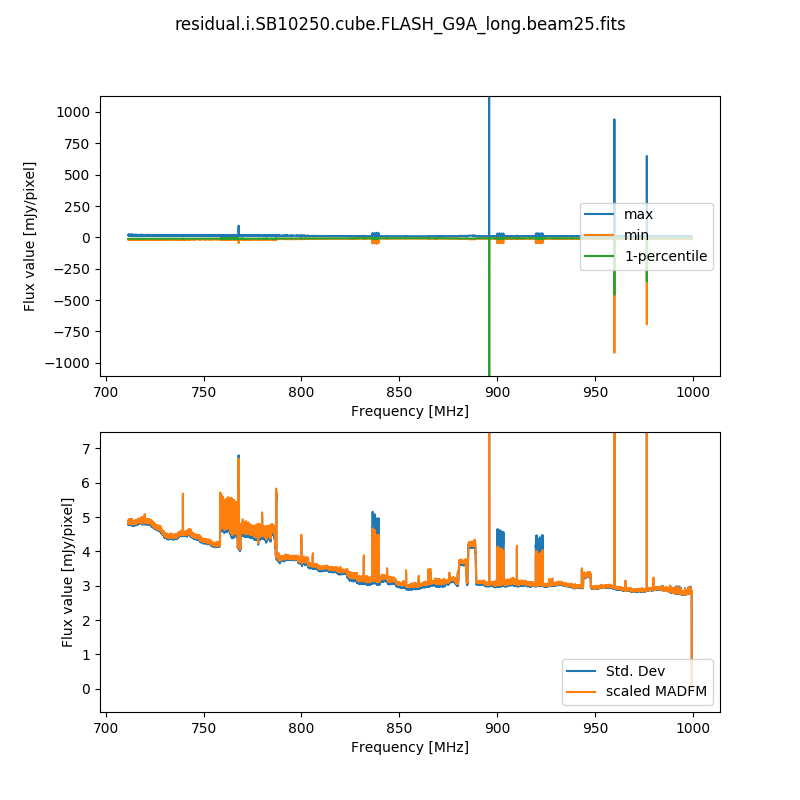 residual.i.SB10250.cube.FLASH_G9A_long.beam25.fits
1000
750
500
250
0
−250
−500
−750
−1000
Flux value [mJy/pixel]
max
min
1-percentile
700 750 800 850 900 950 1000
Frequency [MHz]
7
6
5
4
3
2
1
0
Flux value [mJy/pixel]
Std. Dev
scaled MADFM
700 750 800 850 900 950 1000
Frequency [MHz]